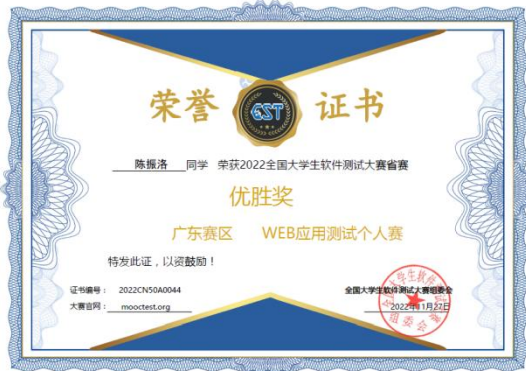 荣誉 CST 证书
陈振洛 同学 荣获2022全国大学生软件测试大赛省赛
优胜奖
广东赛区 WEB应用测试个人赛
特发此证，以资鼓励！
证书编号： 2022CN50A0044
全国大学生软件测试大赛组委会
大赛官网： mooctest.org
2022年11月27日
组委会